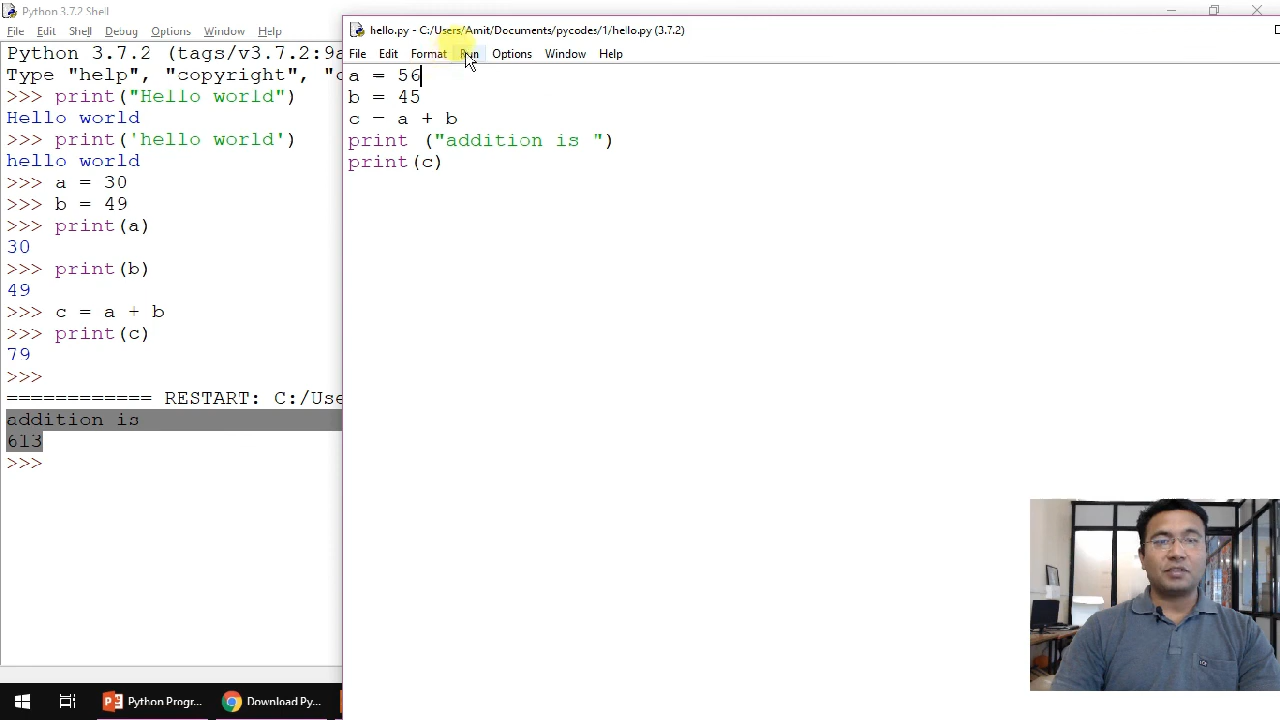 Python 3.7.2 Shell
File Edit Shell Debug Options Window Help
Python 3.7.2 (tags/v3.7.2:9a
Type "help", "copyright", "c
>>> print("Hello world")
Hello world
>>> print('hello world')
hello world
>>> a = 30
>>> b = 49
>>> print(a)
30
>>> print(b)
49
>>> c = a + b
>>> print(c)
79
>>>
============ RESTART: C:/Use
addition is
613
>>>
hello.py - C:/Users/Amit/Documents/pycodes/1/hello.py (3.7.2)
File Edit Format Run Options Window Help
a = 56
b = 45
c = a + b
print ("addition is ")
print(c)
Python Progr...
Download Py...